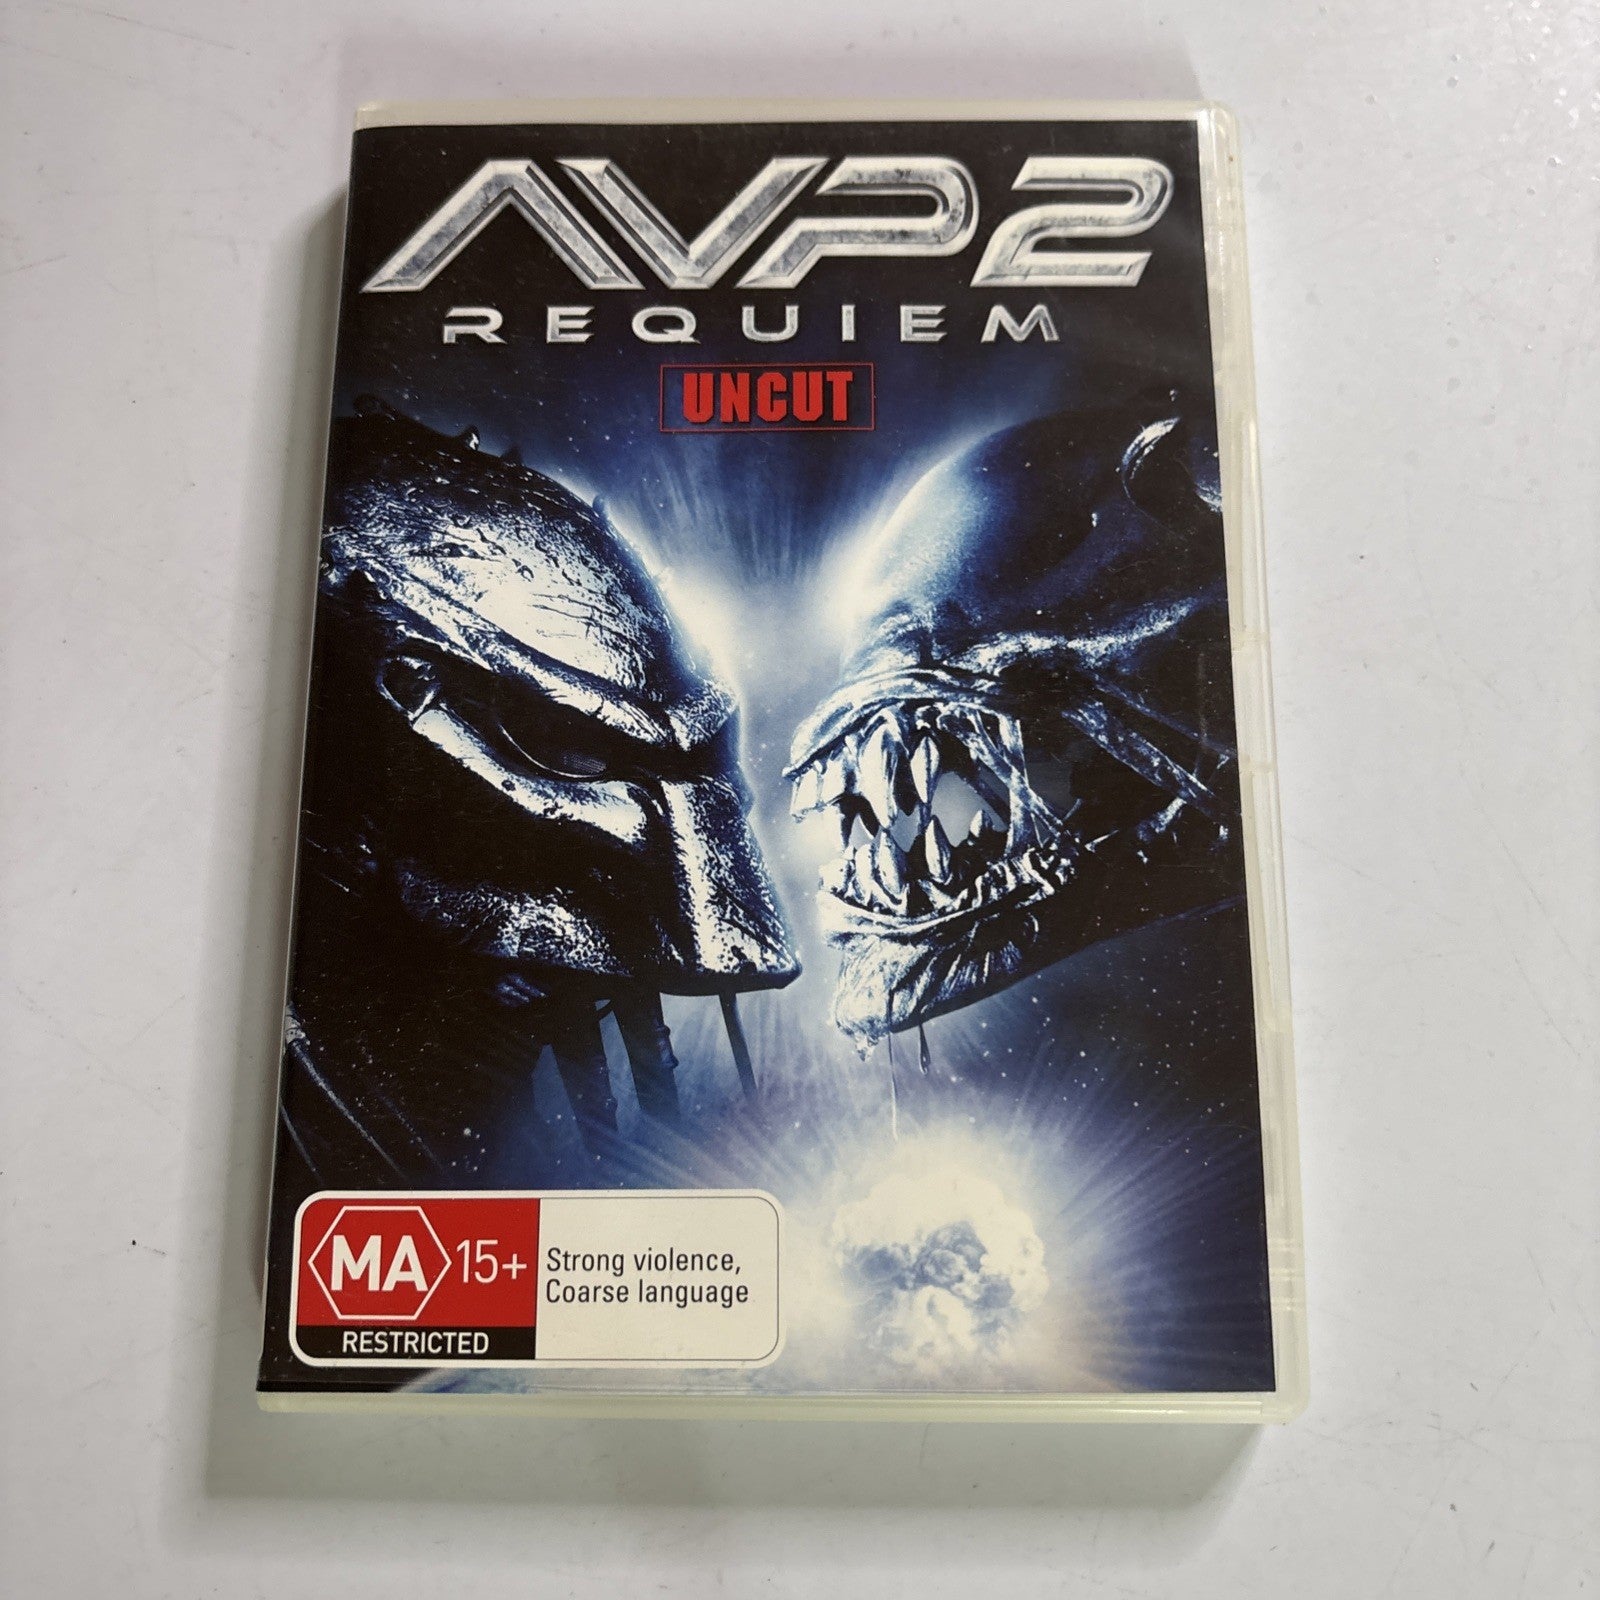 AVP2
REQUIEM
UNCUT
MA 15+
RESTRICTED
Strong violence,
Coarse language